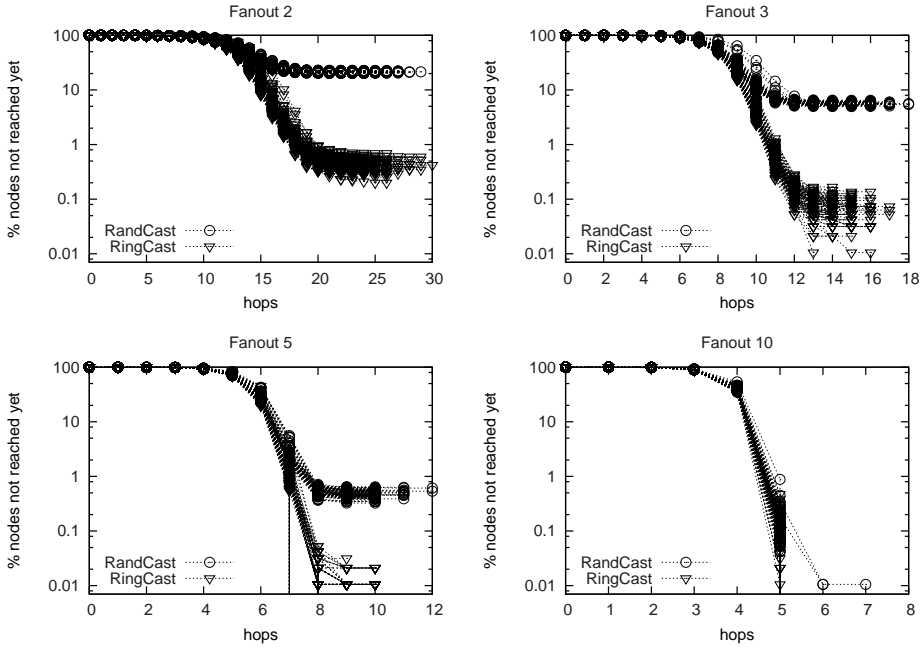 Fanout 2
% nodes not reached yet
100
10
1
0.1
0.01
RandCast
RingCast
0 5 10 15 20 25 30
hops
Fanout 3
% nodes not reached yet
100
10
1
0.1
0.01
RandCast
RingCast
0 2 4 6 8 10 12 14 16 18
hops
Fanout 5
% nodes not reached yet
100
10
1
0.1
0.01
RandCast
RingCast
0 2 4 6 8 10 12
hops
Fanout 10
% nodes not reached yet
100
10
1
0.1
0.01
RandCast
RingCast
0 1 2 3 4 5 6 7 8
hops